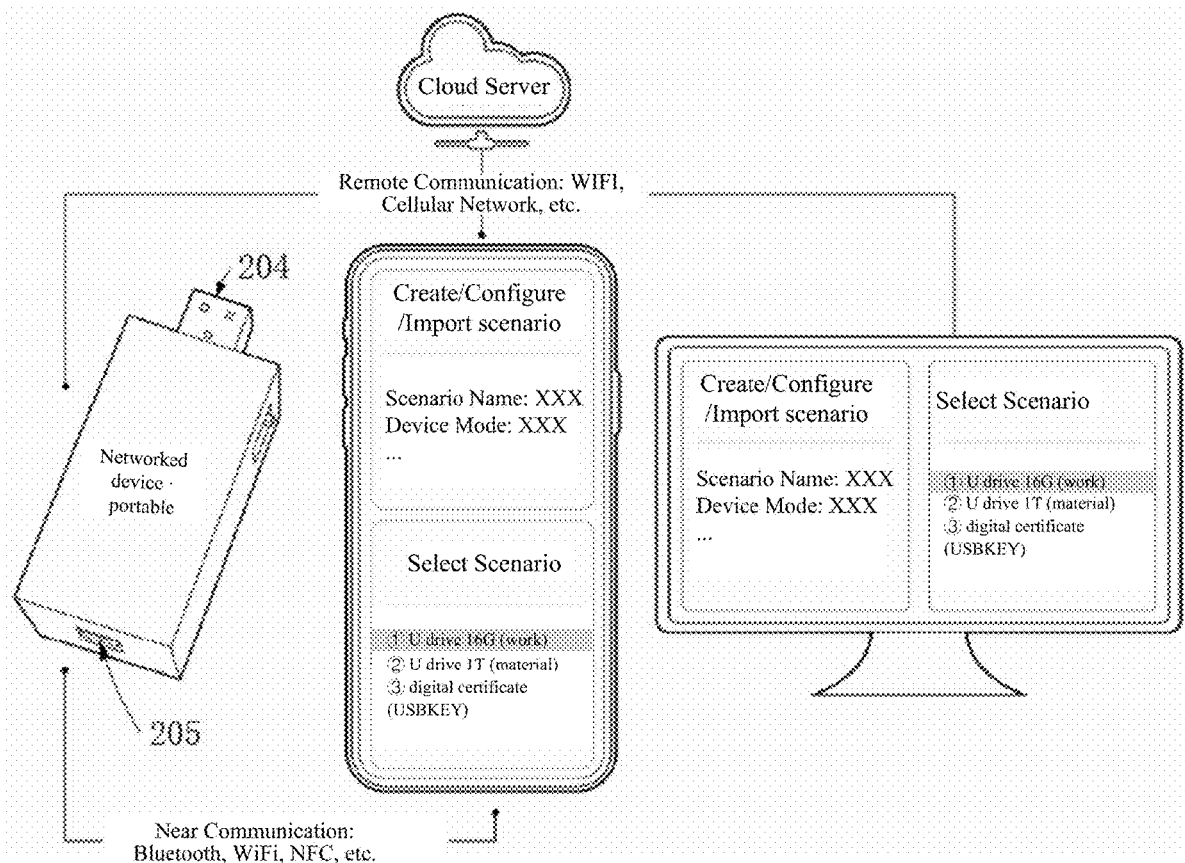 Cloud Server
Remote Communication: WIFI,
Cellular Network, etc.
204
Networked
device ·
portable
205
Create/Configure
/Import scenario
Scenario Name: XXX
Device Mode: XXX
...
Select Scenario
① U drive 16G (work)
② U drive 1T (material)
③ digital certificate
(USBKEY)
Create/Configure
/Import scenario
Scenario Name: XXX
Device Mode: XXX
...
Select Scenario
① U drive 16G (work)
② U drive 1T (material)
③ digital certificate
(USBKEY)
Near Communication:
Bluetooth, WiFi, NFC, etc.